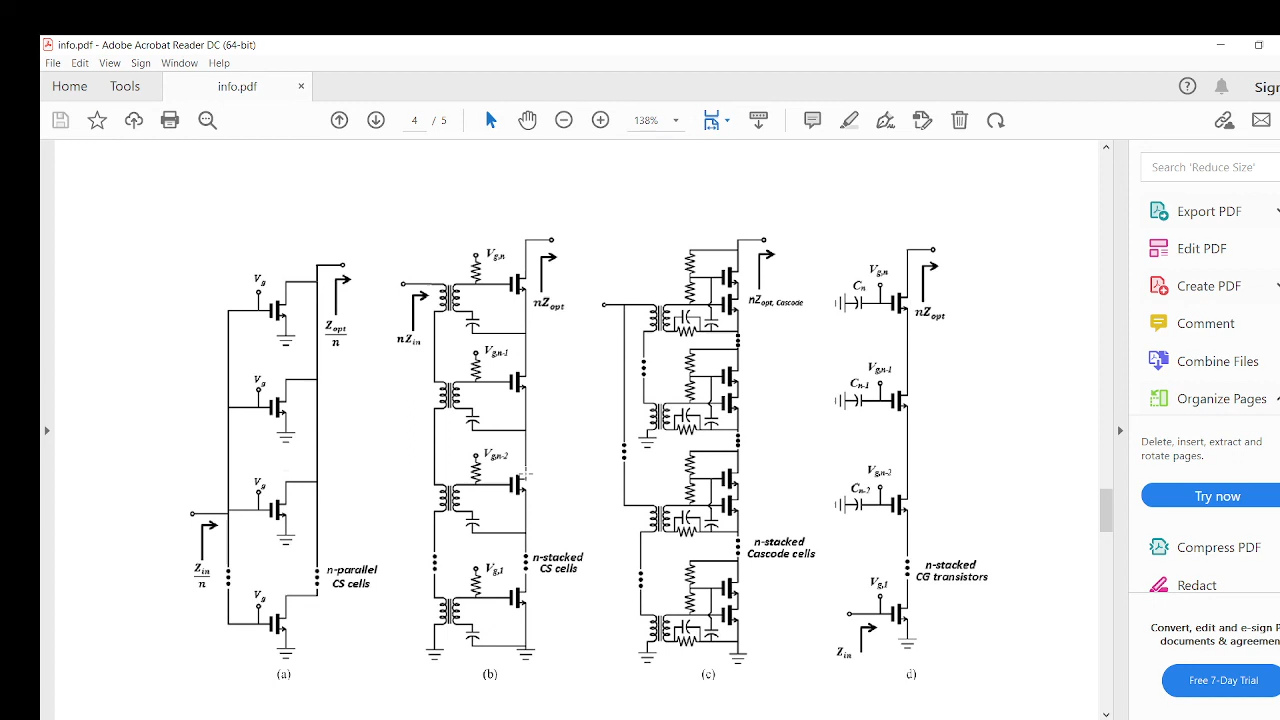 info.pdf - Adobe Acrobat Reader DC (64-bit)
File Edit View Sign Window Help
Home Tools info.pdf × ? Sign
4 / 5 138%
Search 'Reduce Size'
Export PDF
Edit PDF
Create PDF
Comment
Combine Files
Organize Pages
Delete, insert, extract and
rotate pages.
Try now
Compress PDF
Redact
Convert, edit and e-sign P
documents & agreemen
Free 7-Day Trial
Vg
Vg
Vg
Vg
Zopt
n
Zin
n
n-parallel
CS cells
(a)
Vg,n
nZopt
nZin
Vg,n-1
Vg,n-2
n-stacked
CS cells
Vg,1
(b)
nZopt, Cascode
n-stacked
Cascode cells
(c)
Vg,n
Cn
nZopt
Vg,n-1
Cn-1
Vg,n-2
Cn-2
n-stacked
CG transistors
Vg,1
Zin
d)